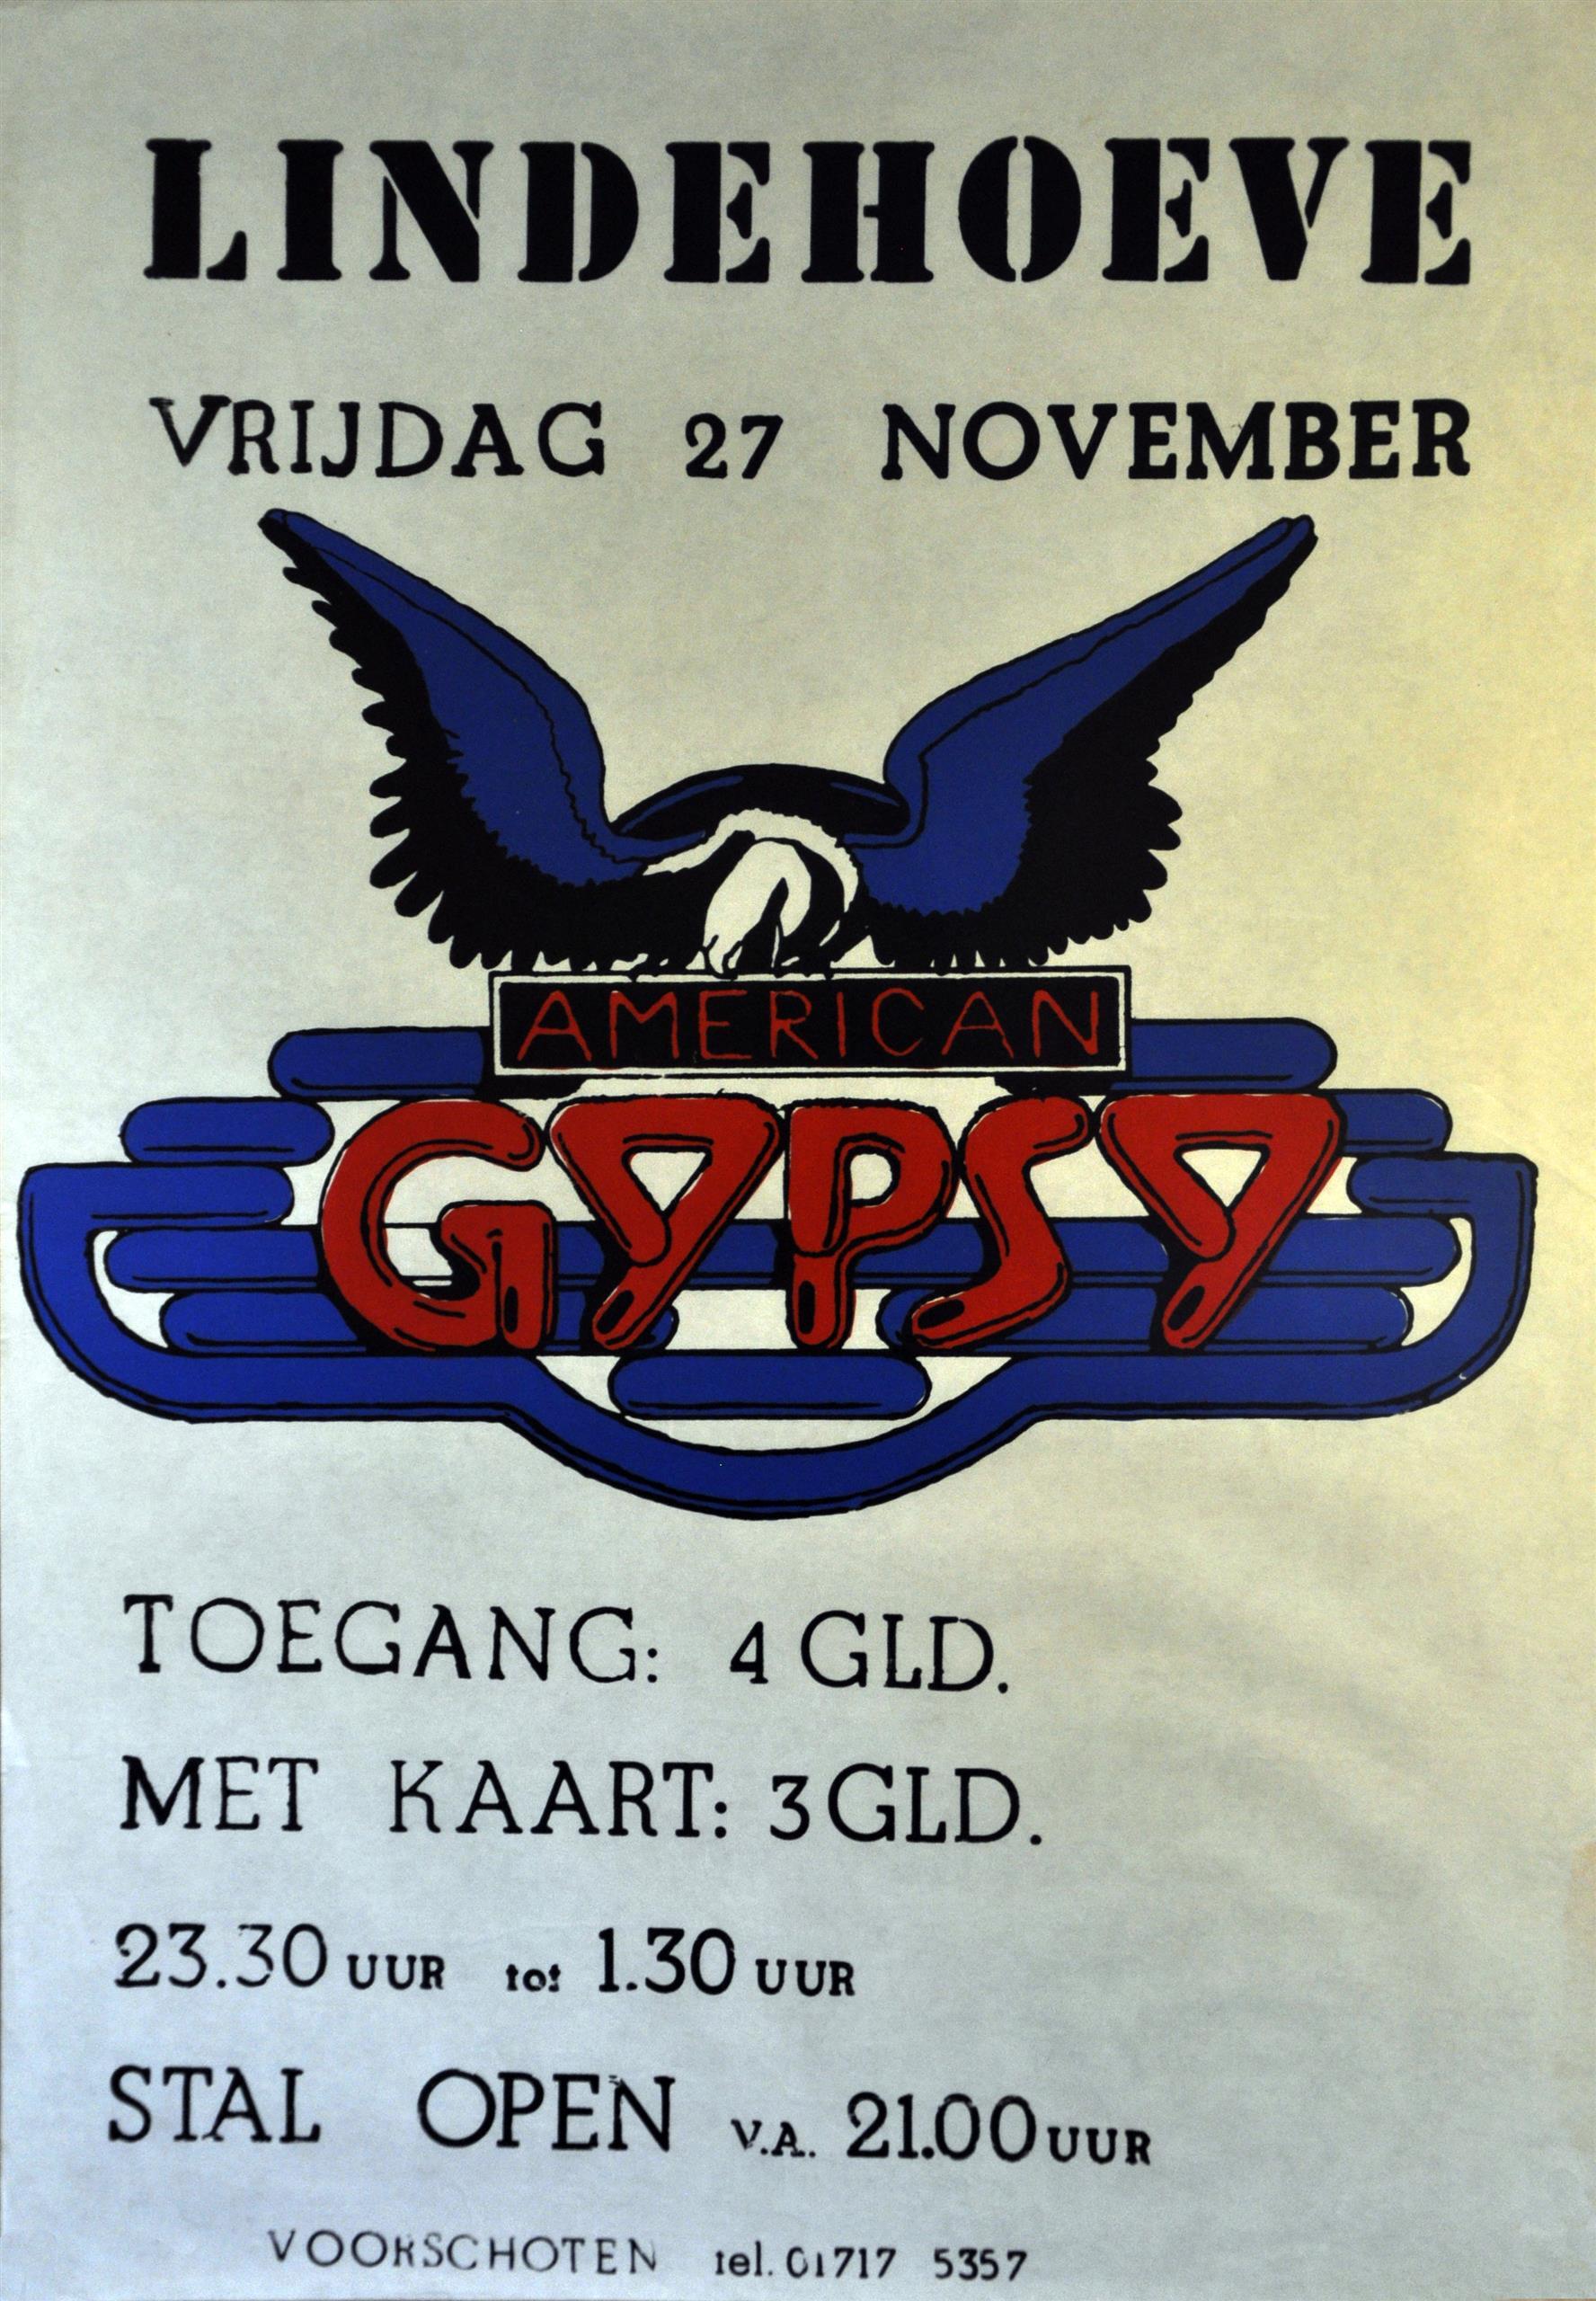 LINDEHOEVE
VRIJDAG 27 NOVEMBER
AMERICAN
GYPSY
TOEGANG: 4 GLD.
MET KAART: 3 GLD.
23.30 UUR tot 1.30 UUR
STAL OPEN V.A. 21.00 UUR
VOORSCHOTEN tel. 01717 5357